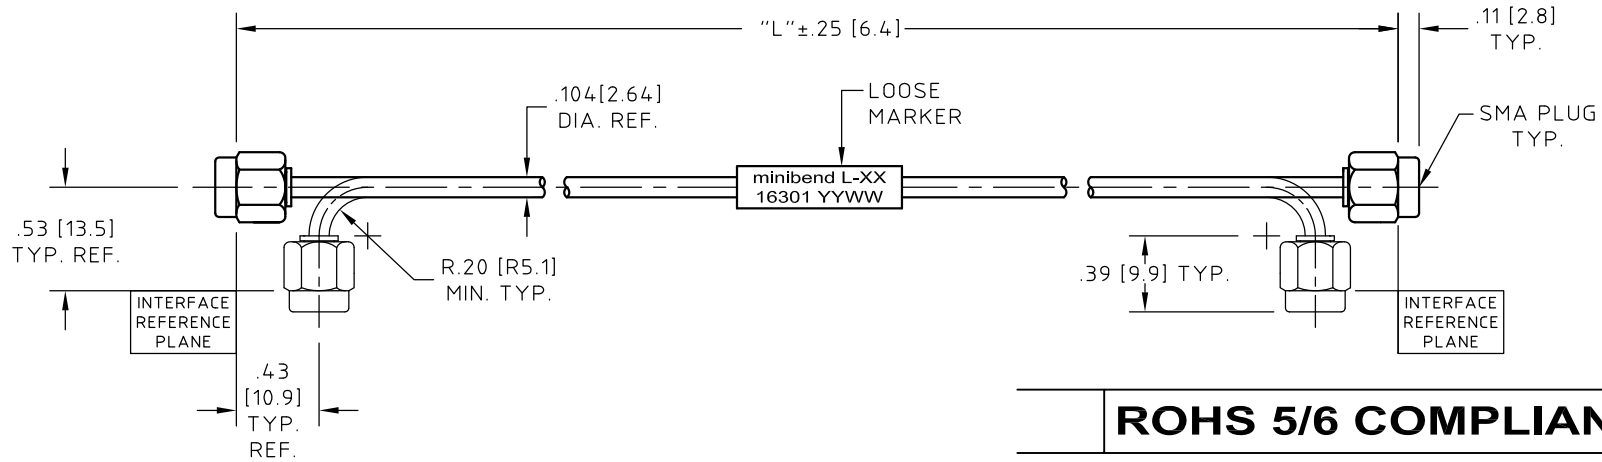 "L"±.25 [6.4]
.11 [2.8]
TYP.
.104[2.64]
DIA. REF.
LOOSE
MARKER
SMA PLUG
TYP.
minibend L-XX
16301 YYWW
.53 [13.5]
TYP. REF.
R.20 [R5.1]
MIN. TYP.
.39 [9.9] TYP.
INTERFACE
REFERENCE
PLANE
INTERFACE
REFERENCE
PLANE
.43
[10.9]
TYP.
REF.
ROHS 5/6 COMPLIAN